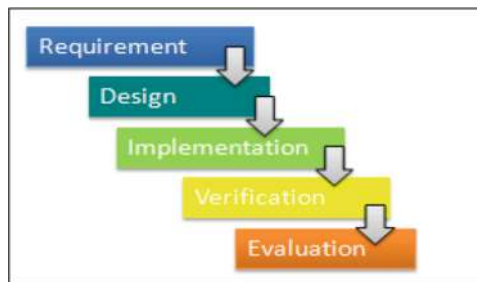 Requirement
Design
Implementation
Verification
Evaluation